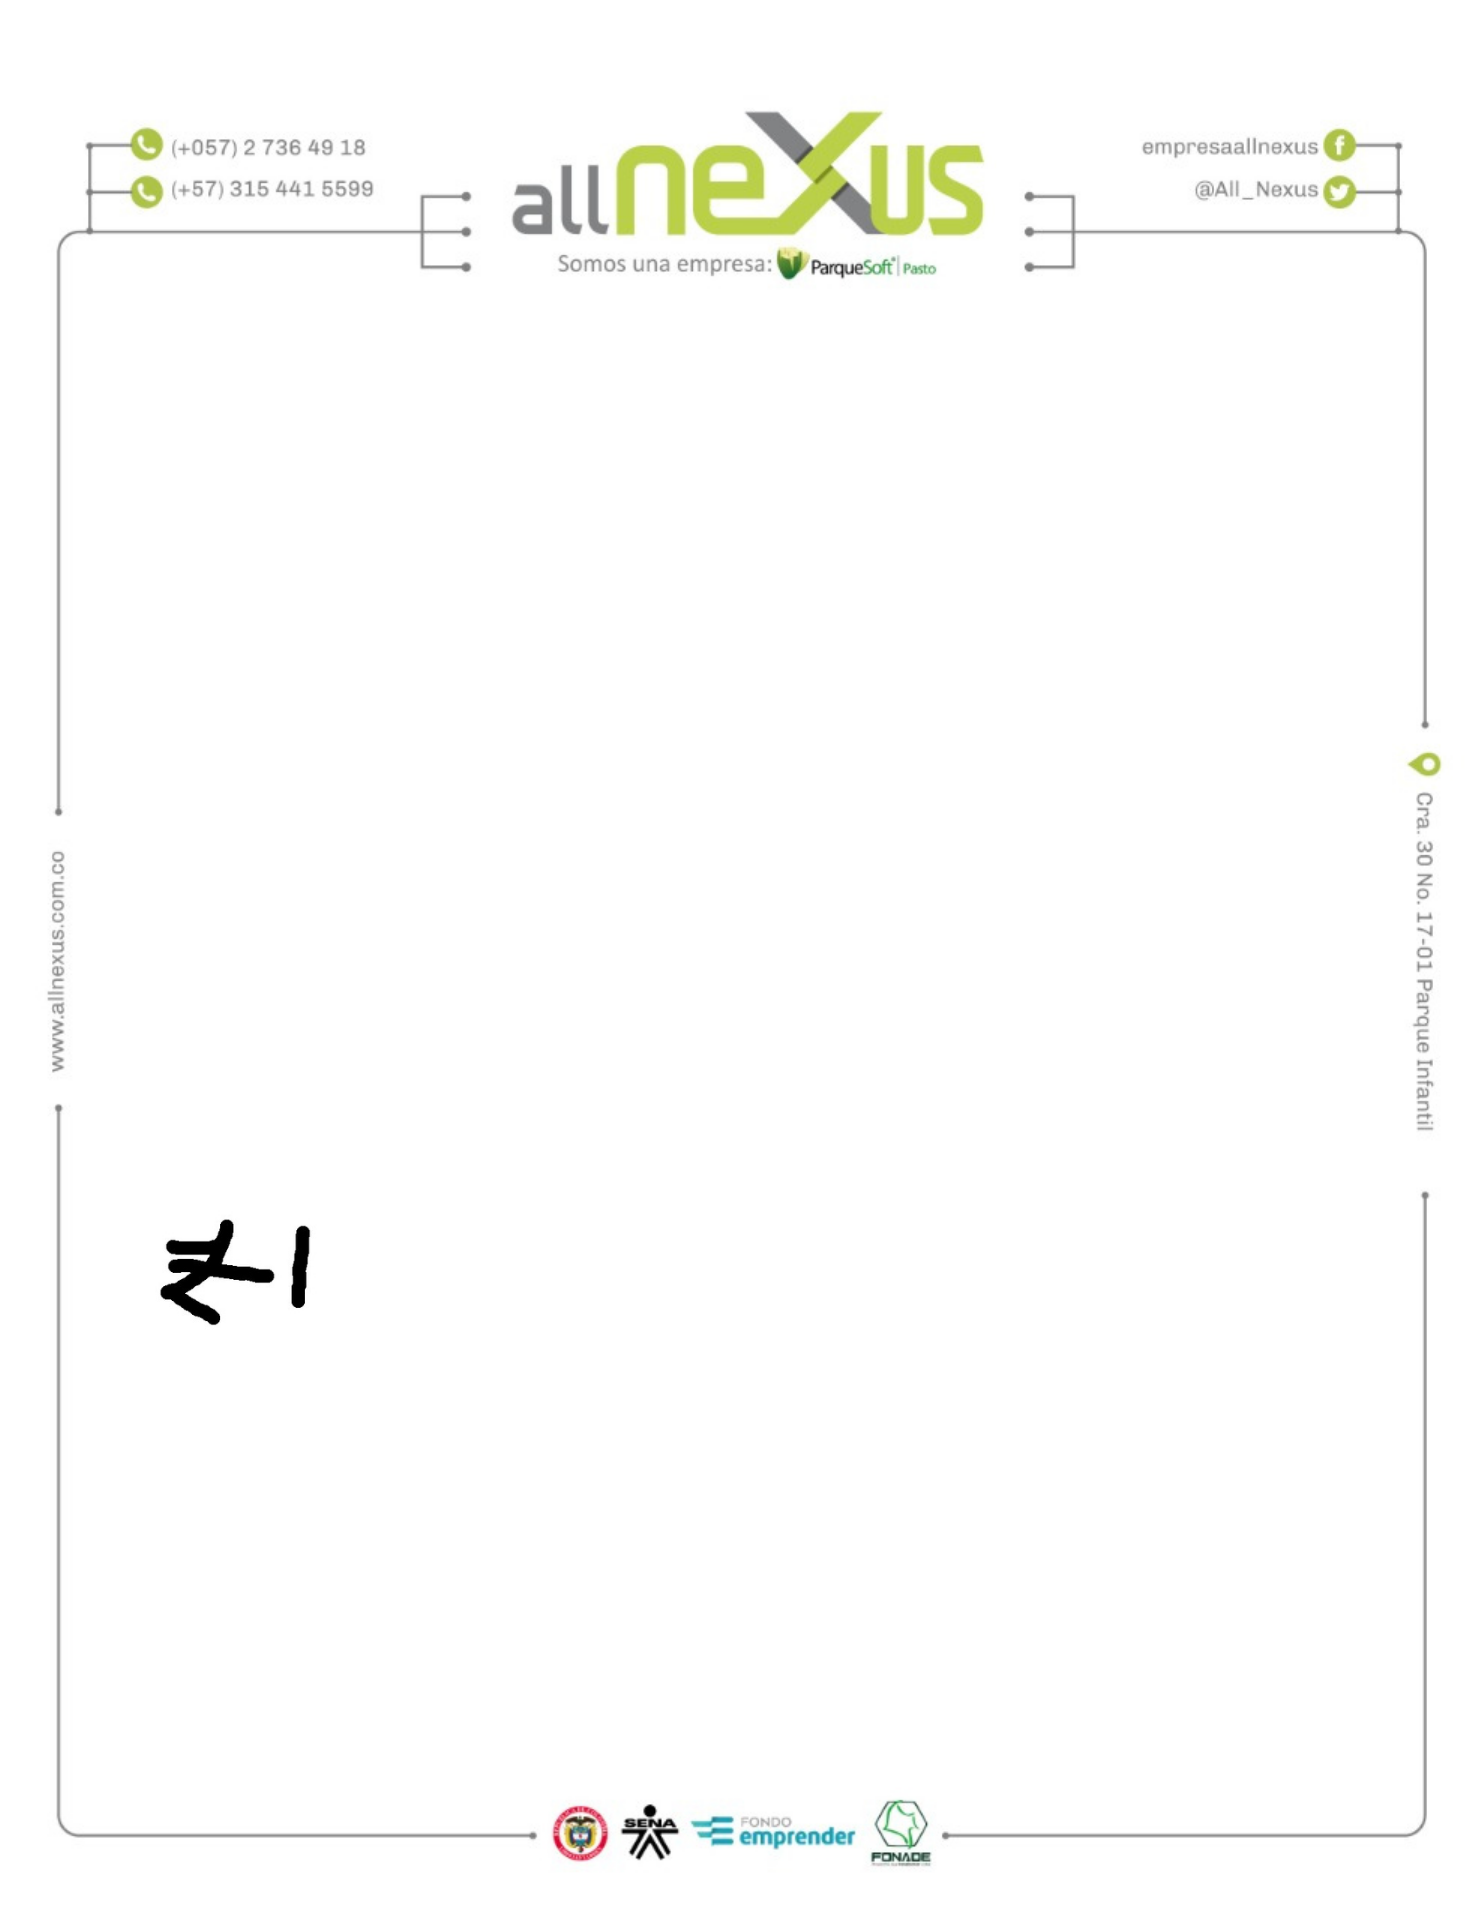 (+057) 2 736 49 18
(+57) 315 441 5599
allneXus
Somos una empresa: ParqueSoft | Pasto
empresaallnexus
@All_Nexus
www.allnexus.com.co
Cra. 30 No. 17-01 Parque Infantil
SENA
FONDO
emprender
FONADE